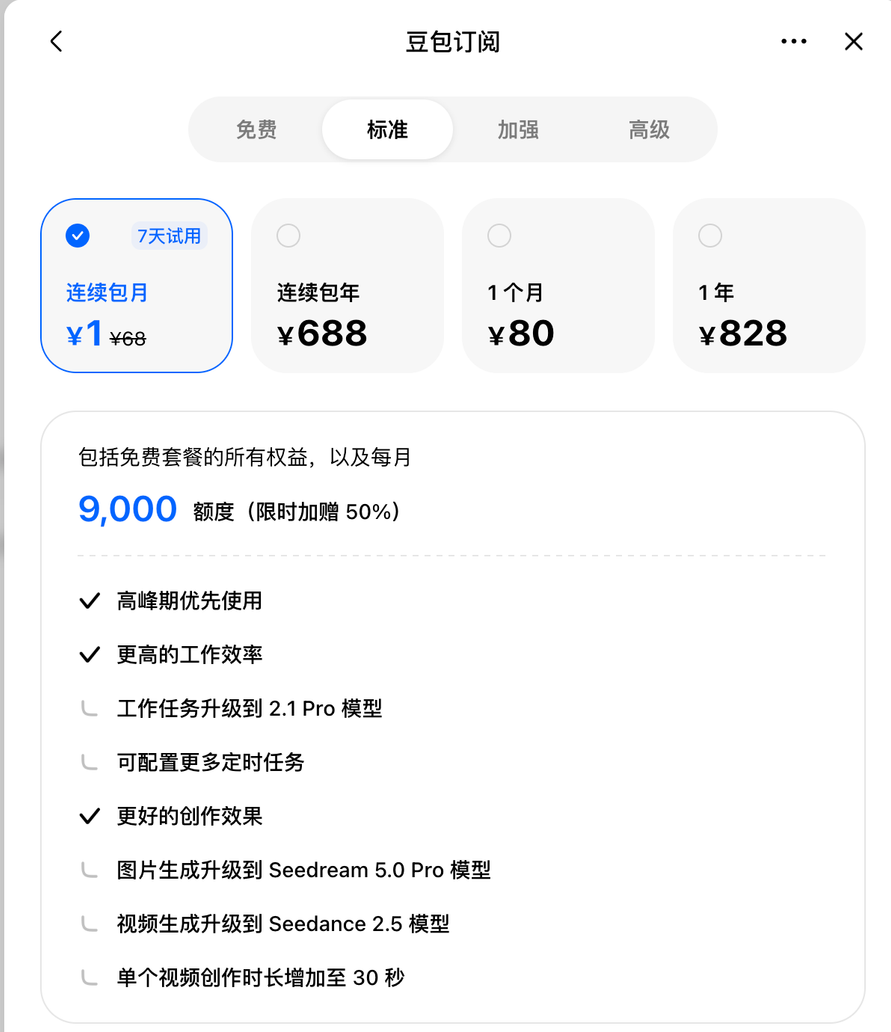 豆包订阅
免费 标准 加强 高级
7天试用
连续包月 连续包年 1个月 1年
¥1 ¥68 ¥688 ¥80 ¥828
包括免费套餐的所有权益，以及每月
9,000 额度（限时加赠 50%）
高峰期优先使用
更高的工作效率
工作任务升级到 2.1 Pro 模型
可配置更多定时任务
更好的创作效果
图片生成升级到 Seedream 5.0 Pro 模型
视频生成升级到 Seedance 2.5 模型
单个视频创作时长增加至 30 秒